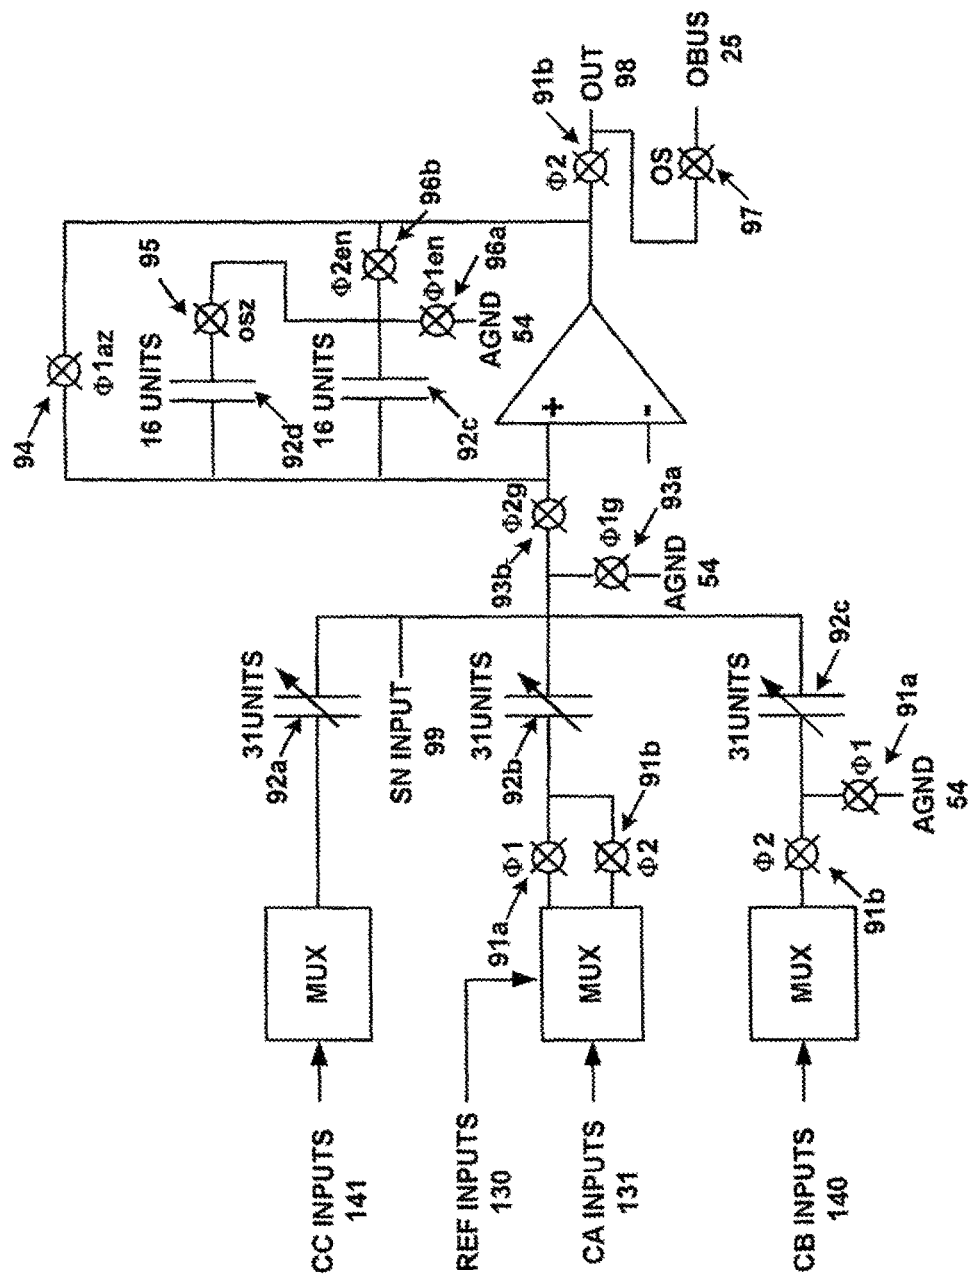 94
Φ1az
95
16 UNITS
osz
92d
Φ2en
96b
16 UNITS
92c
Φ1en
96a
AGND
54
Φ2
91b
OUT
98
OS
97
OBUS
25
+
-
Φ2g
93b
Φ1g
93a
AGND
54
31UNITS
92a
SN INPUT
99
31UNITS
92b
31UNITS
92c
Φ1
91a
Φ2
91b
Φ2
91b
Φ1
91a
AGND
54
MUX
MUX
MUX
CC INPUTS
141
REF INPUTS
130
CA INPUTS
131
CB INPUTS
140